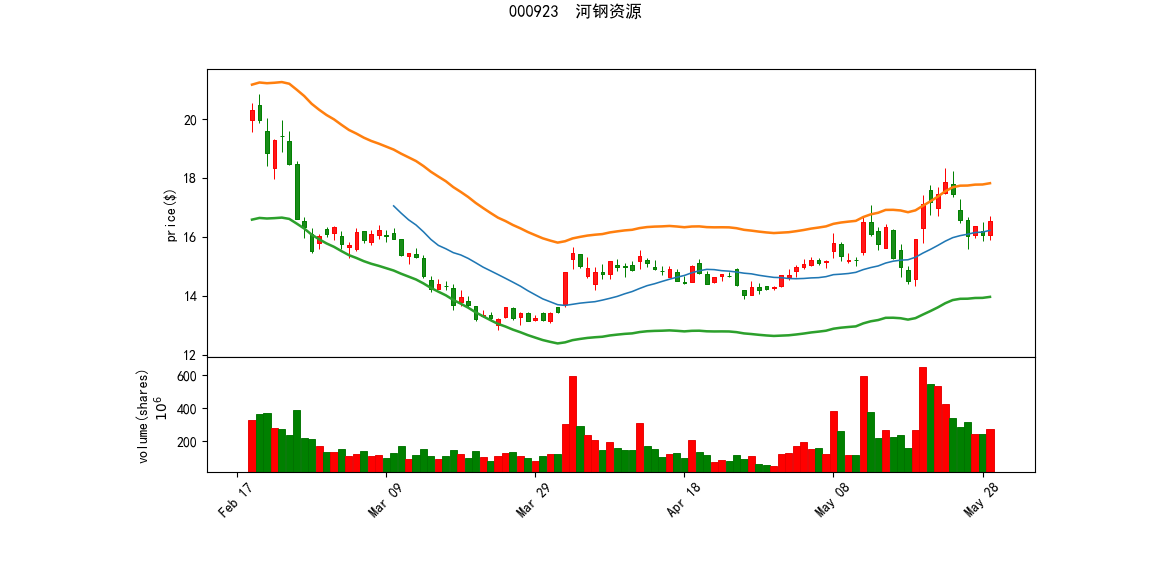 000923 河钢资源
price($)
20
18
16
14
12
volume(shares)
10^6
600
400
200
Feb 17
Mar 09
Mar 29
Apr 18
May 08
May 28